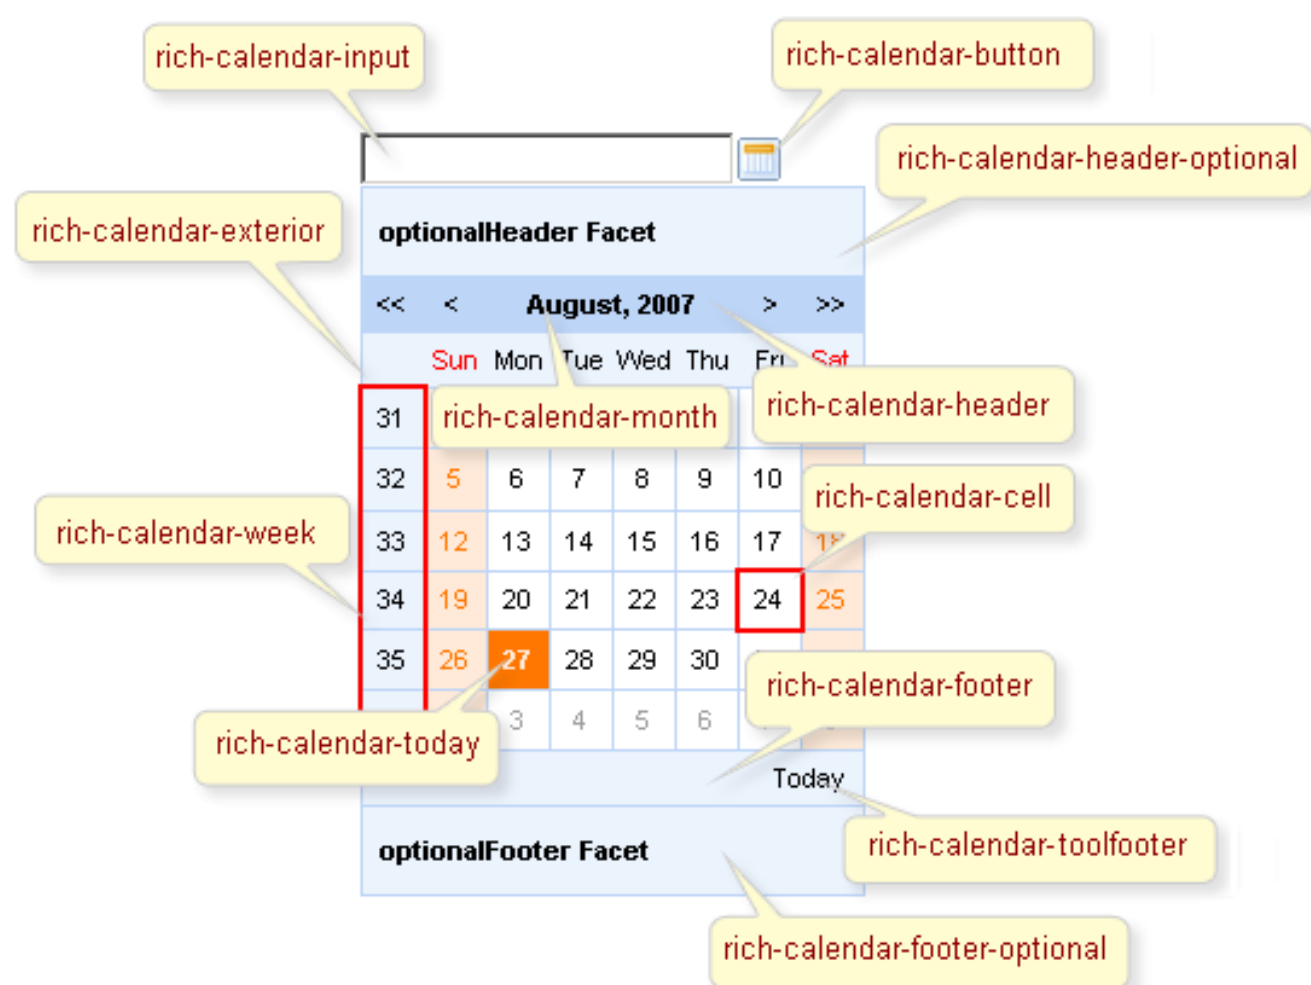 rich-calendar-input
rich-calendar-button
rich-calendar-header-optional
rich-calendar-exterior
optionalHeader Facet
<< < August, 2007 > >>
Sun Mon Tue Wed Thu Fri Sat
31
rich-calendar-month
rich-calendar-header
32 5 6 7 8 9 10
rich-calendar-cell
rich-calendar-week
33 12 13 14 15 16 17 18
34 19 20 21 22 23 24 25
35 26 27 28 29 30
rich-calendar-footer
3 4 5 6
rich-calendar-today
Today
rich-calendar-toolfooter
optionalFooter Facet
rich-calendar-footer-optional